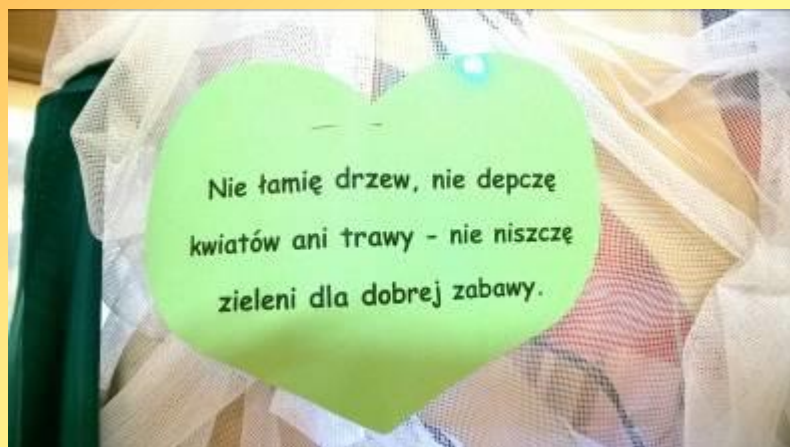 Nie łamię drzew, nie depczę
kwiatów ani trawy - nie niszczę
zieleni dla dobrej zabawy.